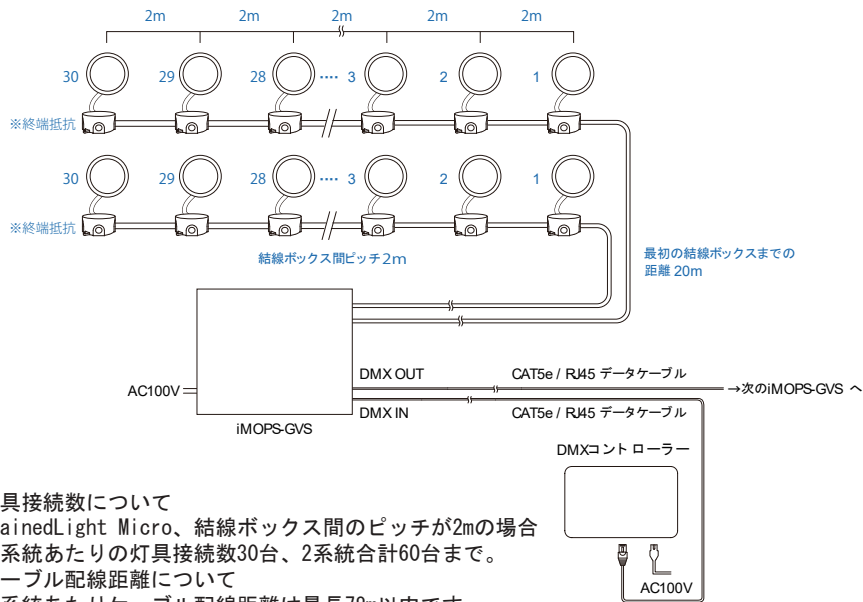 2m 2m 2m 2m 2m
30 29 28 ···· 3 2 1
※終端抵抗
30 29 28 ···· 3 2 1
※終端抵抗
結線ボックス間ピッチ2m
最初の結線ボックスまでの
距離 20m
AC100V
iMOPS-GVS
DMX OUT CAT5e / RJ45 データケーブル →次のiMOPS-GVS へ
DMX IN CAT5e / RJ45 データケーブル
DMXコントローラー
AC100V
具接続数について
ainedLight Micro、結線ボックス間のピッチが2mの場合
系統あたりの灯具接続数30台、2系統合計60台まで。
ーブル配線距離について